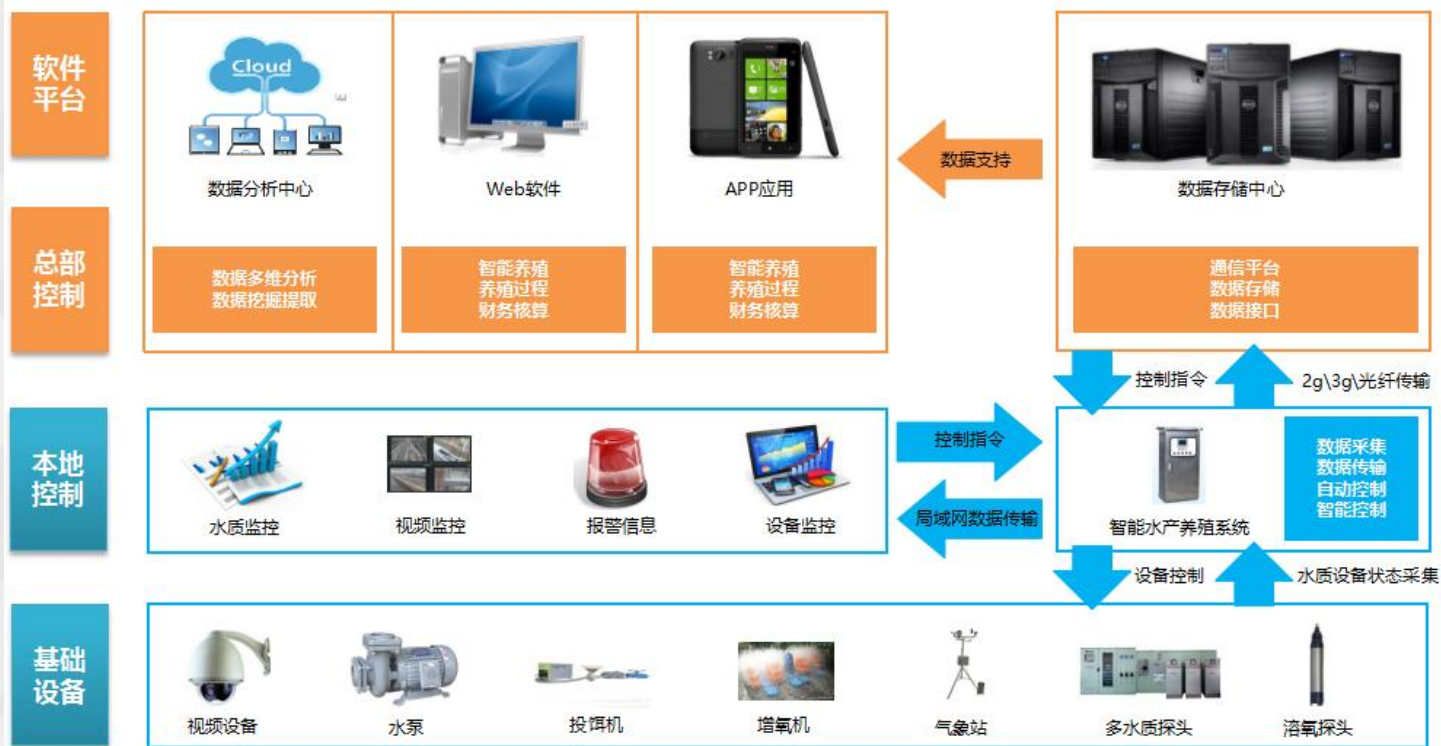 软件
平台
Cloud
数据分析中心
Web软件
APP应用
数据支持
数据存储中心
总部
控制
数据多维分析
数据挖掘提取
智能养殖
养殖过程
财务核算
智能养殖
养殖过程
财务核算
通信平台
数据存储
数据接口
控制指令
2g\3g\光纤传输
本地
控制
水质监控
视频监控
报警信息
设备监控
控制指令
局域网数据传输
智能水产养殖系统
数据采集
数据传输
自动控制
智能控制
设备控制
水质设备状态采集
基础
设备
视频设备
水泵
投饵机
增氧机
气象站
多水质探头
溶氧探头